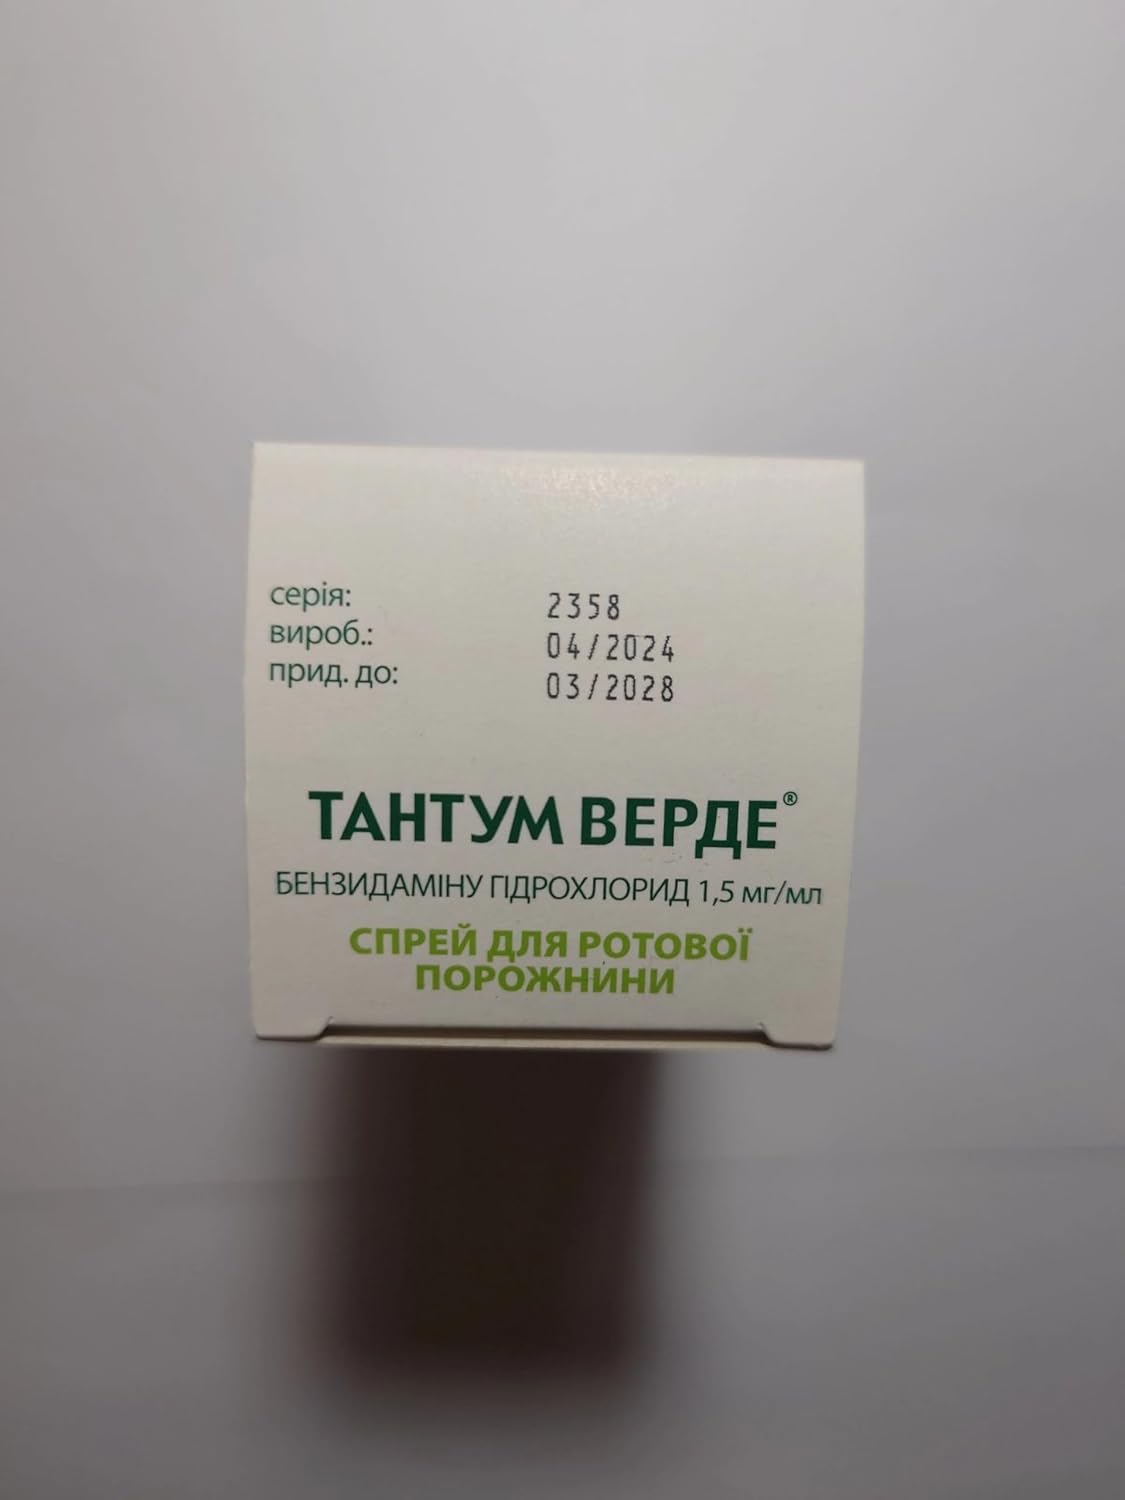 серія: 2358
вироб.: 04/2024
прид. до: 03/2028
ТАНТУМ ВЕРДЕ®
БЕНЗИДАМІНУ ГІДРОХЛОРИД 1,5 мг/мл
СПРЕЙ ДЛЯ РОТОВОЇ
ПОРОЖНИНИ